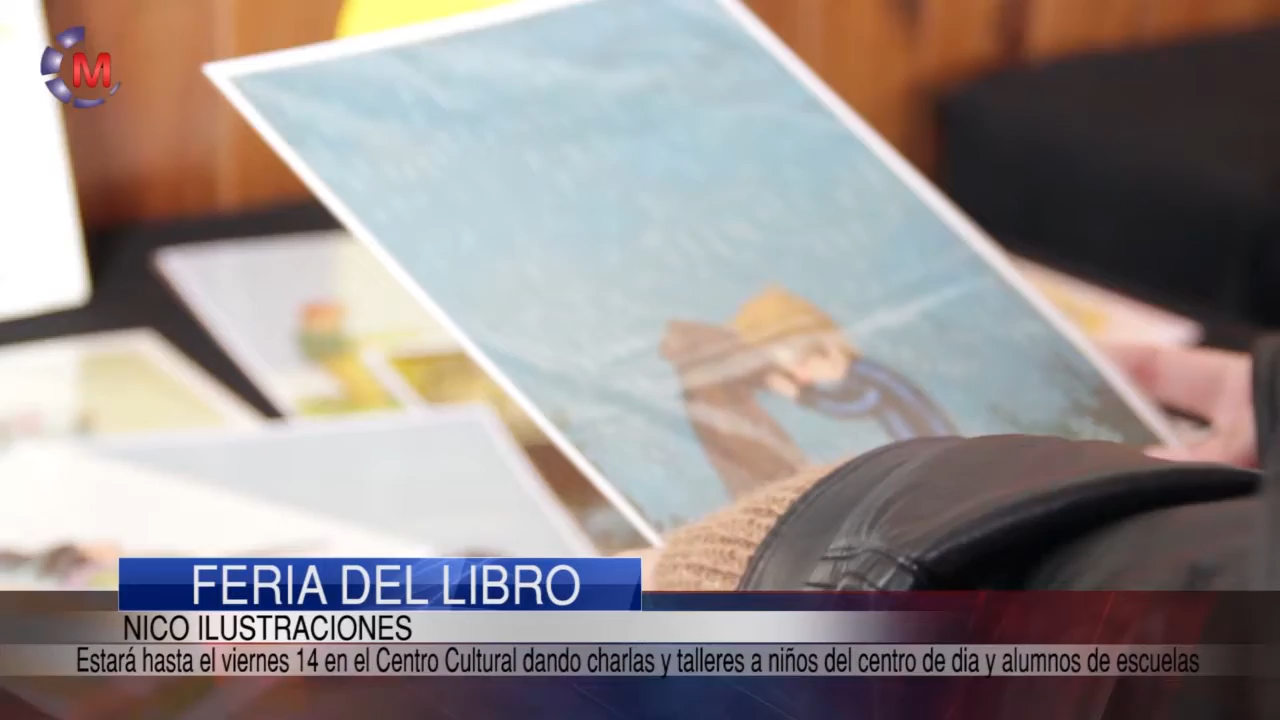 M
FERIA DEL LIBRO
NICO ILUSTRACIONES
Estará hasta el viernes 14 en el Centro Cultural dando charlas y talleres a niños del centro de dia y alumnos de escuelas